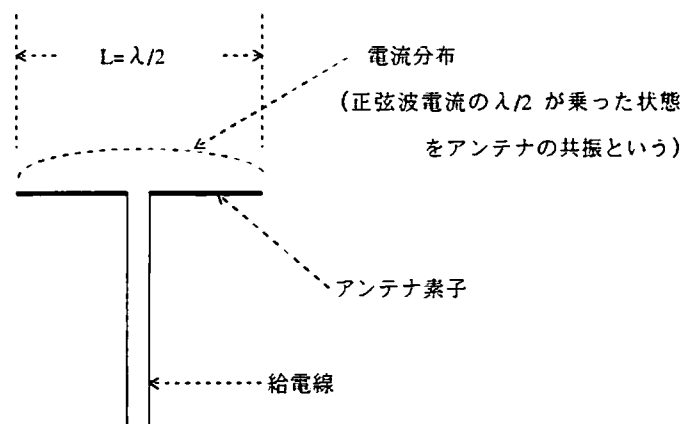 L=λ/2
電流分布
(正弦波電流のλ/2 が乗った状態
をアンテナの共振という)
アンテナ素子
給電線